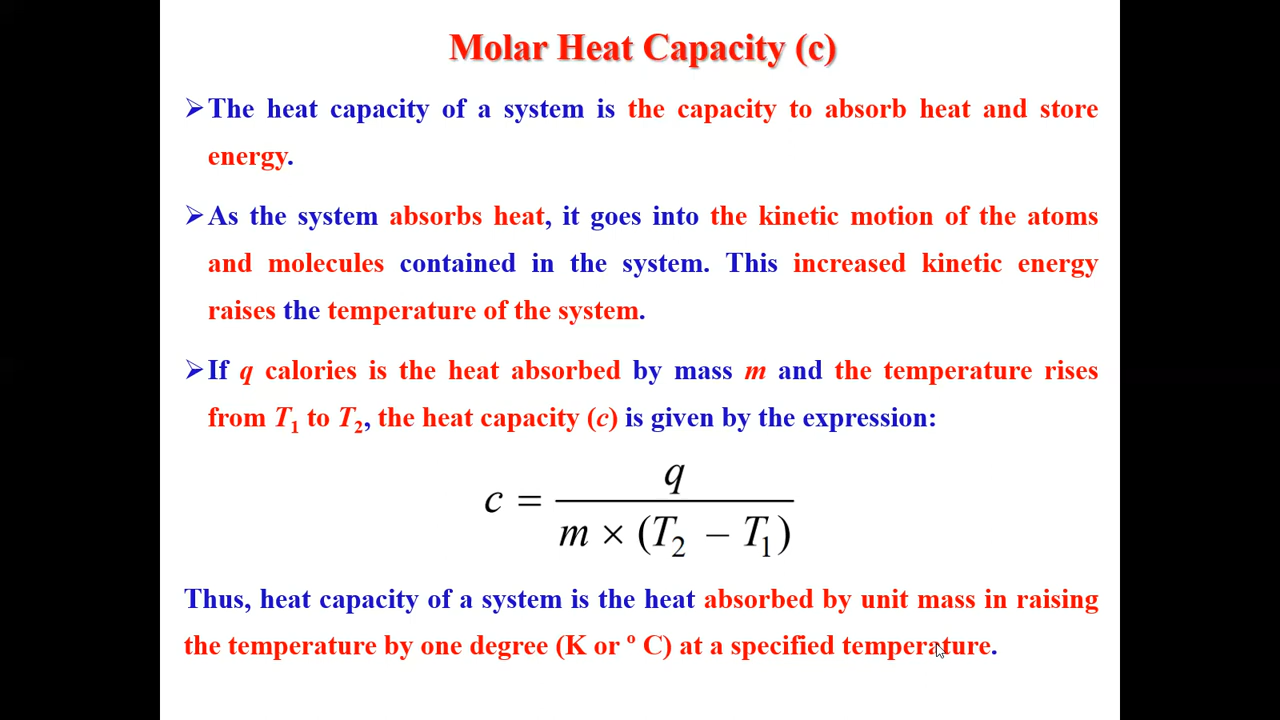 Molar Heat Capacity (c)
➢The heat capacity of a system is the capacity to absorb heat and store
energy.
➢As the system absorbs heat, it goes into the kinetic motion of the atoms
and molecules contained in the system. This increased kinetic energy
raises the temperature of the system.
➢If q calories is the heat absorbed by mass m and the temperature rises
from T₁ to T₂, the heat capacity (c) is given by the expression:
c = q / m × (T₂ – T₁)
Thus, heat capacity of a system is the heat absorbed by unit mass in raising
the temperature by one degree (K or º C) at a specified temperature.